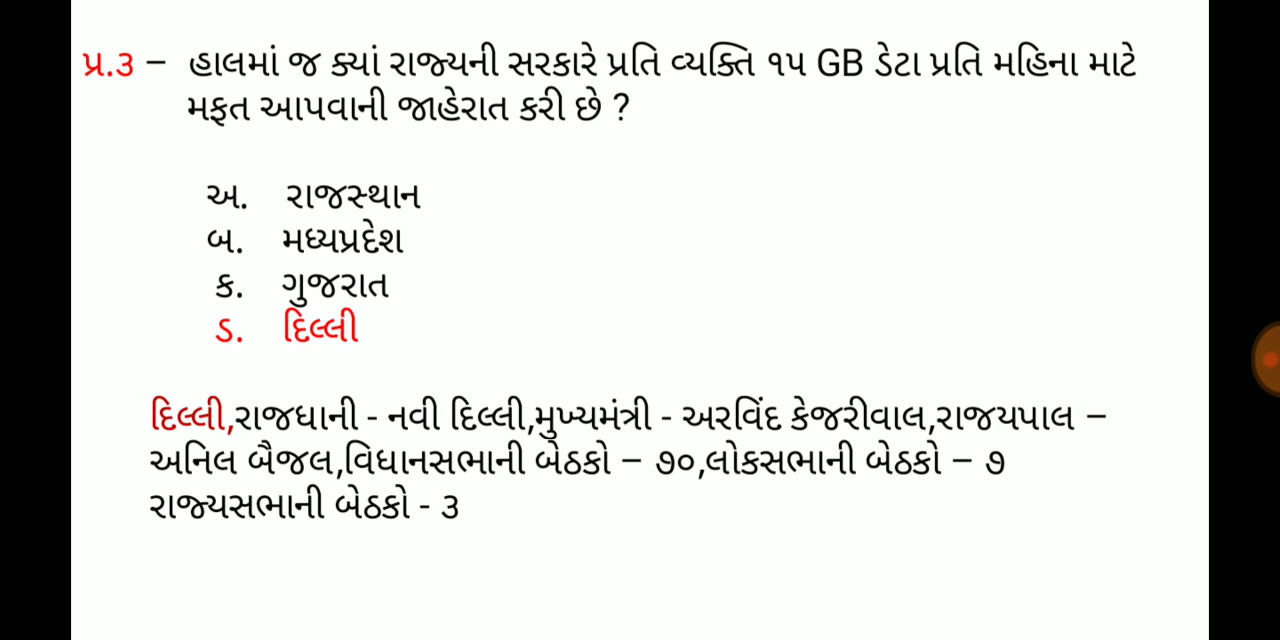 પ્ર.૩ – હાલમાં જ ક્યાં રાજ્યની સરકારે પ્રતિ વ્યક્તિ ૧૫ GB ડેટા પ્રતિ મહિના માટે
મફત આપવાની જાહેરાત કરી છે ?
અ. રાજસ્થાન
બ. મધ્યપ્રદેશ
ક. ગુજરાત
ડ. દિલ્લી
દિલ્લી,રાજધાની - નવી દિલ્લી,મુખ્યમંત્રી - અરવિંદ કેજરીવાલ,રાજયપાલ –
અનિલ બૈજલ,વિધાનસભાની બેઠકો – ૭૦,લોકસભાની બેઠકો – ૭
રાજ્યસભાની બેઠકો - ૩